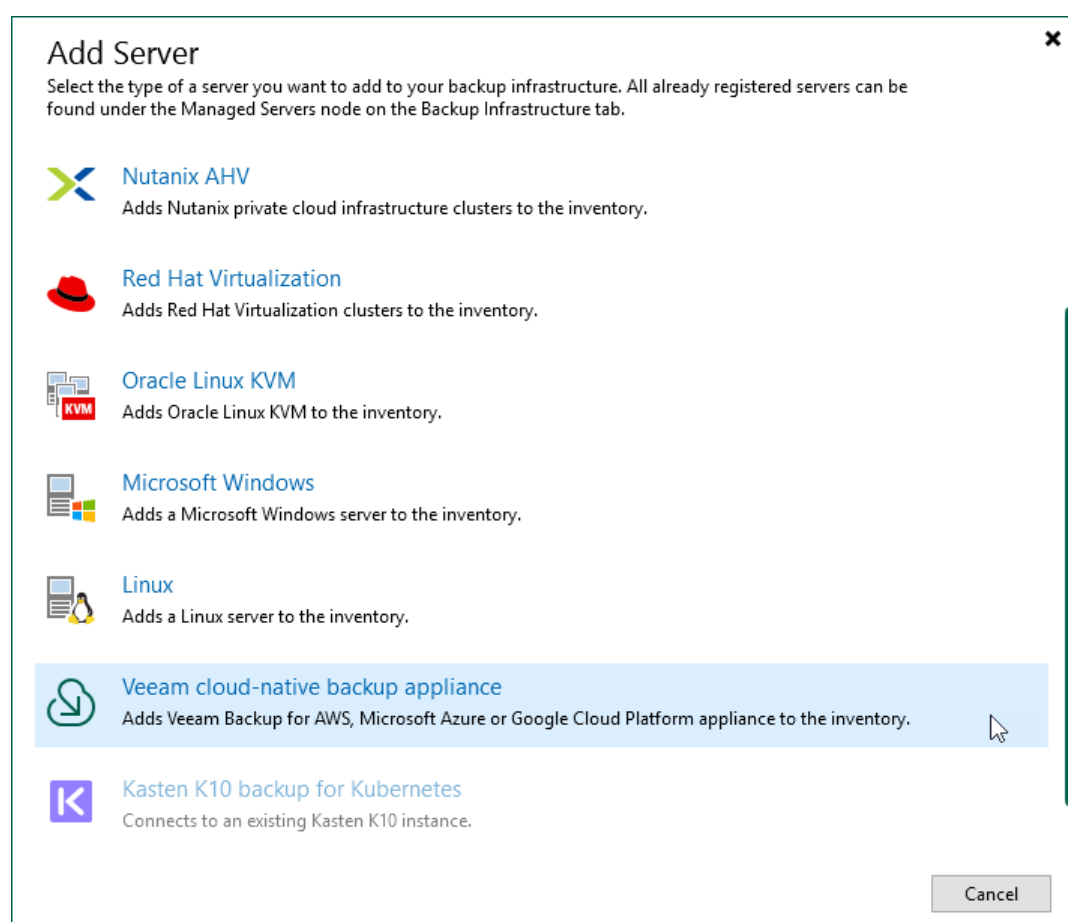 Add Server
Select the type of a server you want to add to your backup infrastructure. All already registered servers can be
found under the Managed Servers node on the Backup Infrastructure tab.
Nutanix AHV
Adds Nutanix private cloud infrastructure clusters to the inventory.
Red Hat Virtualization
Adds Red Hat Virtualization clusters to the inventory.
Oracle Linux KVM
KVM
Adds Oracle Linux KVM to the inventory.
Microsoft Windows
Adds a Microsoft Windows server to the inventory.
Linux
Adds a Linux server to the inventory.
Veeam cloud-native backup appliance
Adds Veeam Backup for AWS, Microsoft Azure or Google Cloud Platform appliance to the inventory.
Kasten K10 backup for Kubernetes
Connects to an existing Kasten K10 instance.
Cancel